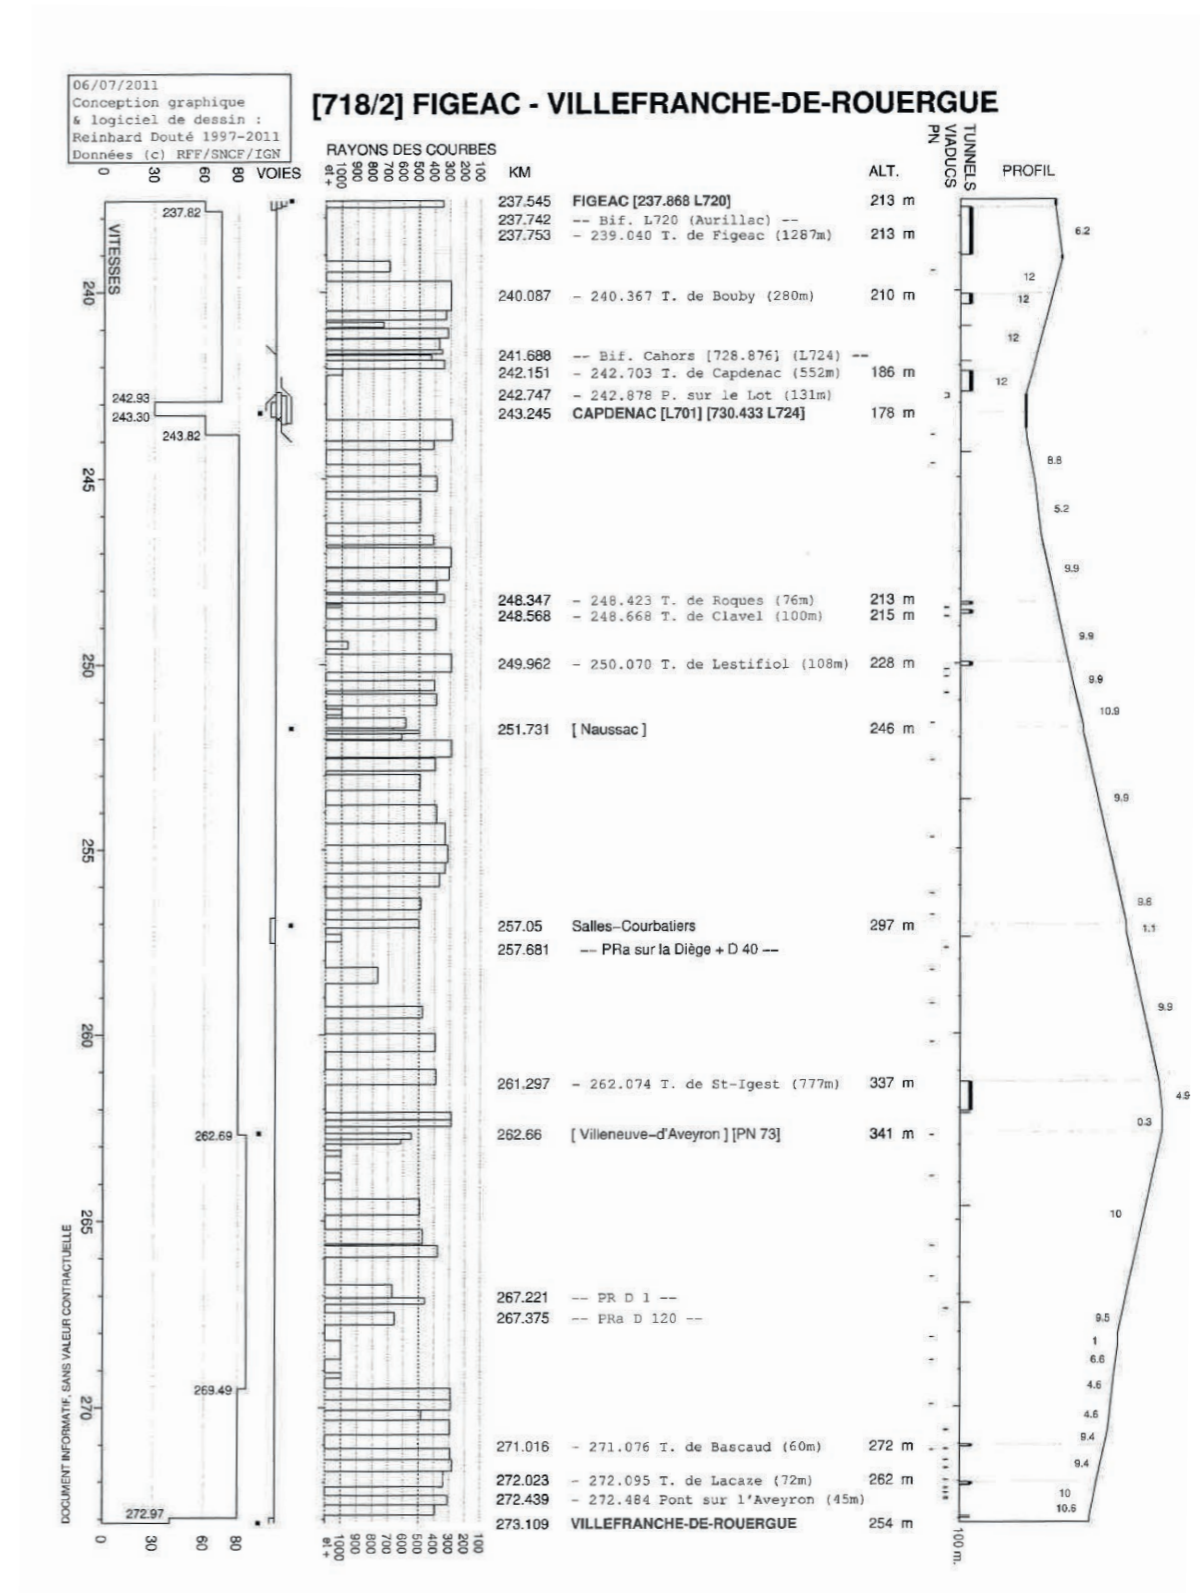 06/07/2011
Conception graphique
& logiciel de dessin :
Reinhard Douté 1997-2011
Données (c) RFF/SNCF/IGN
[718/2] FIGEAC - VILLEFRANCHE-DE-ROUERGUE
RAYONS DES COURBES
0 30 60 80 VOIES
et + 1000 900 800 700 600 500 400 300 200 100
KM ALT. PN VIADUCS TUNNELS PROFIL
VITESSES
237.545 FIGEAC [237.868 L720] 213 m
237.82
237.742 -- Bif. L720 (Aurillac) --
237.753 - 239.040 T. de Figeac (1287m) 213 m
6.2
12
240
240.087 - 240.367 T. de Bouby (280m) 210 m
12
12
241.688 -- Bif. Cahors [728.876] (L724) --
242.151 - 242.703 T. de Capdenac (552m) 186 m
12
242.747 - 242.878 P. sur le Lot (131m)
242.93
243.245 CAPDENAC [L701] [730.433 L724] 178 m
243.30
243.82
8.8
245
5.2
9.9
248.347 - 248.423 T. de Roques (76m) 213 m
248.568 - 248.668 T. de Clavel (100m) 215 m
9.9
250
249.962 - 250.070 T. de Lestifiol (108m) 228 m
9.9
10.9
251.731 [ Naussac ] 246 m
9.9
255
9.8
257.05 Salles-Courbatiers 297 m
1.1
257.681 -- PRa sur la Diège + D 40 --
9.9
260
261.297 - 262.074 T. de St-Igest (777m) 337 m
4.9
0.3
262.69
262.66 [ Villeneuve-d'Aveyron ] [PN 73] 341 m
10
265
267.221 -- PR D 1 --
267.375 -- PRa D 120 --
9.5
1
6.6
4.6
269.49
270
4.6
9.4
271.016 - 271.076 T. de Bascaud (60m) 272 m
9.4
272.023 - 272.095 T. de Lacaze (72m) 262 m
10
272.439 - 272.484 Pont sur l'Aveyron (45m)
10.6
272.97
273.109 VILLEFRANCHE-DE-ROUERGUE 254 m
0 30 60 80
et + 1000 900 800 700 600 500 400 300 200 100
100 m.
DOCUMENT INFORMATIF, SANS VALEUR CONTRACTUELLE